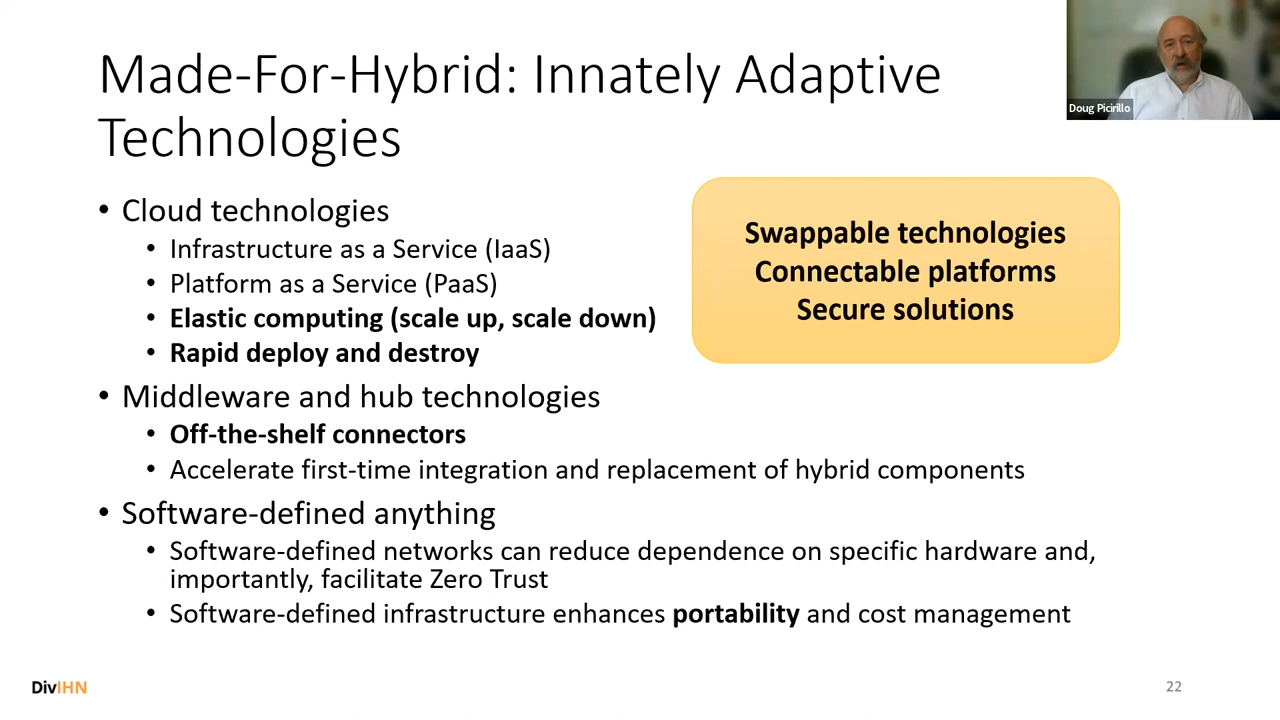 Made-For-Hybrid: Innately Adaptive
Technologies
Doug Picirillo
• Cloud technologies
• Infrastructure as a Service (IaaS)
• Platform as a Service (PaaS)
• Elastic computing (scale up, scale down)
• Rapid deploy and destroy
Swappable technologies
Connectable platforms
Secure solutions
• Middleware and hub technologies
• Off-the-shelf connectors
• Accelerate first-time integration and replacement of hybrid components
• Software-defined anything
• Software-defined networks can reduce dependence on specific hardware and,
importantly, facilitate Zero Trust
• Software-defined infrastructure enhances portability and cost management
DivIHN
22